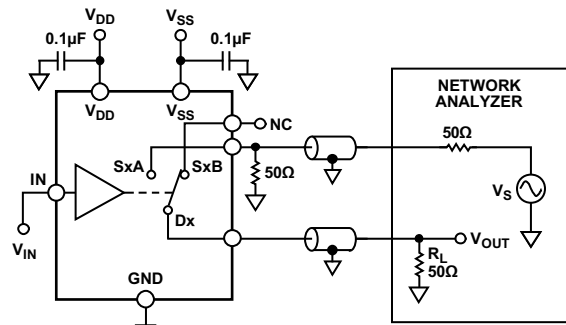 VDD
VSS
0.1µF
0.1µF
VDD
VSS
NETWORK
ANALYZER
NC
50Ω
SxA
SxB
50Ω
IN
VS
Dx
VOUT
VIN
RL
50Ω
GND